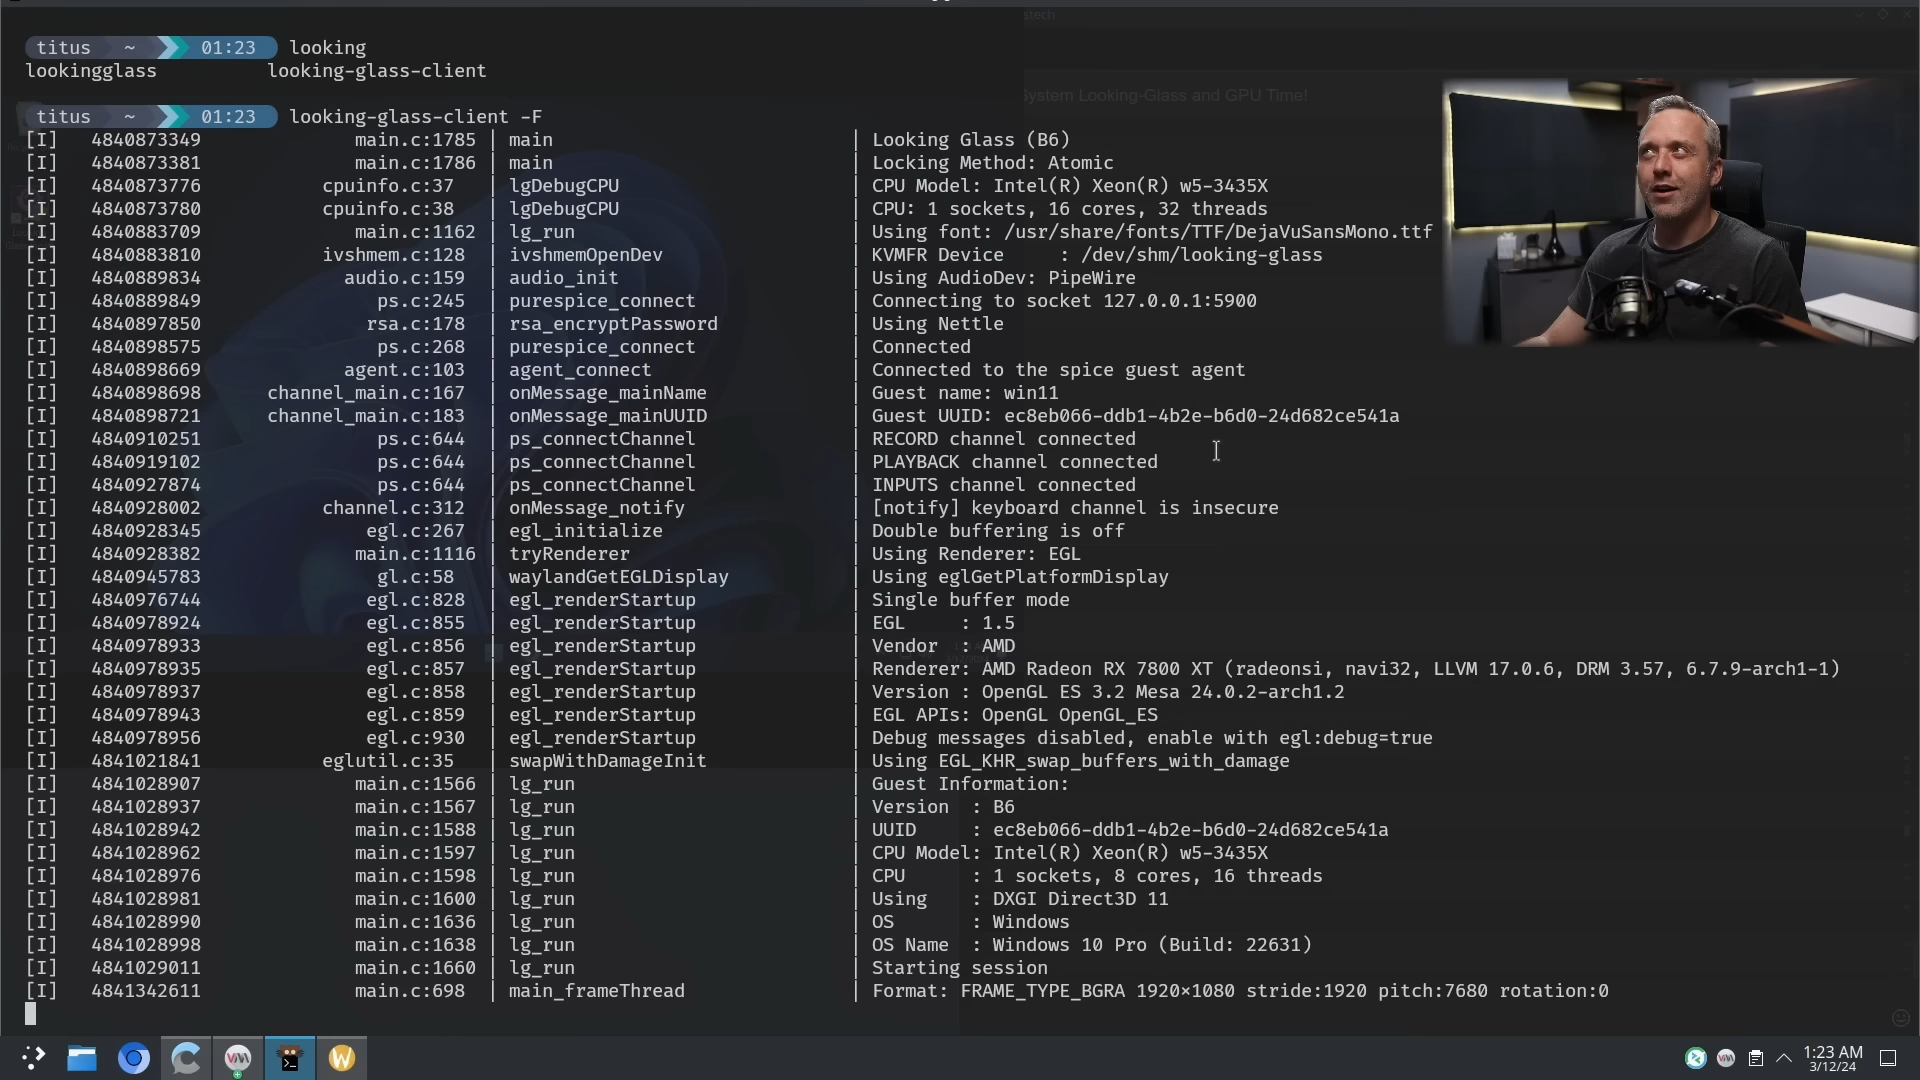 stech
titus ~ 01:23 looking
lookingglass looking-glass-client
System Looking-Glass and GPU Time!
titus ~ 01:23 looking-glass-client -F
[I] 4840873349 main.c:1785 | main | Looking Glass (B6)
[I] 4840873381 main.c:1786 | main | Locking Method: Atomic
[I] 4840873776 cpuinfo.c:37 | lgDebugCPU | CPU Model: Intel(R) Xeon(R) w5-3435X
[I] 4840873780 cpuinfo.c:38 | lgDebugCPU | CPU: 1 sockets, 16 cores, 32 threads
[I] 4840883709 main.c:1162 | lg_run | Using font: /usr/share/fonts/TTF/DejaVuSansMono.ttf
[I] 4840883810 ivshmem.c:128 | ivshmemOpenDev | KVMFR Device : /dev/shm/looking-glass
[I] 4840889834 audio.c:159 | audio_init | Using AudioDev: PipeWire
[I] 4840889849 ps.c:245 | purespice_connect | Connecting to socket 127.0.0.1:5900
[I] 4840897850 rsa.c:178 | rsa_encryptPassword | Using Nettle
[I] 4840898575 ps.c:268 | purespice_connect | Connected
[I] 4840898669 agent.c:103 | agent_connect | Connected to the spice guest agent
[I] 4840898698 channel_main.c:167 | onMessage_mainName | Guest name: win11
[I] 4840898721 channel_main.c:183 | onMessage_mainUUID | Guest UUID: ec8eb066-ddb1-4b2e-b6d0-24d682ce541a
[I] 4840910251 ps.c:644 | ps_connectChannel | RECORD channel connected
[I] 4840919102 ps.c:644 | ps_connectChannel | PLAYBACK channel connected
[I] 4840927874 ps.c:644 | ps_connectChannel | INPUTS channel connected
[I] 4840928002 channel.c:312 | onMessage_notify | [notify] keyboard channel is insecure
[I] 4840928345 egl.c:267 | egl_initialize | Double buffering is off
[I] 4840928382 main.c:1116 | tryRenderer | Using Renderer: EGL
[I] 4840945783 gl.c:58 | waylandGetEGLDisplay | Using eglGetPlatformDisplay
[I] 4840976744 egl.c:828 | egl_renderStartup | Single buffer mode
[I] 4840978924 egl.c:855 | egl_renderStartup | EGL : 1.5
[I] 4840978933 egl.c:856 | egl_renderStartup | Vendor : AMD
[I] 4840978935 egl.c:857 | egl_renderStartup | Renderer: AMD Radeon RX 7800 XT (radeonsi, navi32, LLVM 17.0.6, DRM 3.57, 6.7.9-arch1-1)
[I] 4840978937 egl.c:858 | egl_renderStartup | Version : OpenGL ES 3.2 Mesa 24.0.2-arch1.2
[I] 4840978943 egl.c:859 | egl_renderStartup | EGL APIs: OpenGL OpenGL_ES
[I] 4840978956 egl.c:930 | egl_renderStartup | Debug messages disabled, enable with egl:debug=true
[I] 4841021841 eglutil.c:35 | swapWithDamageInit | Using EGL_KHR_swap_buffers_with_damage
[I] 4841028907 main.c:1566 | lg_run | Guest Information:
[I] 4841028937 main.c:1567 | lg_run | Version : B6
[I] 4841028942 main.c:1588 | lg_run | UUID : ec8eb066-ddb1-4b2e-b6d0-24d682ce541a
[I] 4841028962 main.c:1597 | lg_run | CPU Model: Intel(R) Xeon(R) w5-3435X
[I] 4841028976 main.c:1598 | lg_run | CPU : 1 sockets, 8 cores, 16 threads
[I] 4841028981 main.c:1600 | lg_run | Using : DXGI Direct3D 11
[I] 4841028990 main.c:1636 | lg_run | OS : Windows
[I] 4841028998 main.c:1638 | lg_run | OS Name : Windows 10 Pro (Build: 22631)
[I] 4841029011 main.c:1660 | lg_run | Starting session
[I] 4841342611 main.c:698 | main_frameThread | Format: FRAME_TYPE_BGRA 1920×1080 stride:1920 pitch:7680 rotation:0
1:23 AM
3/12/24